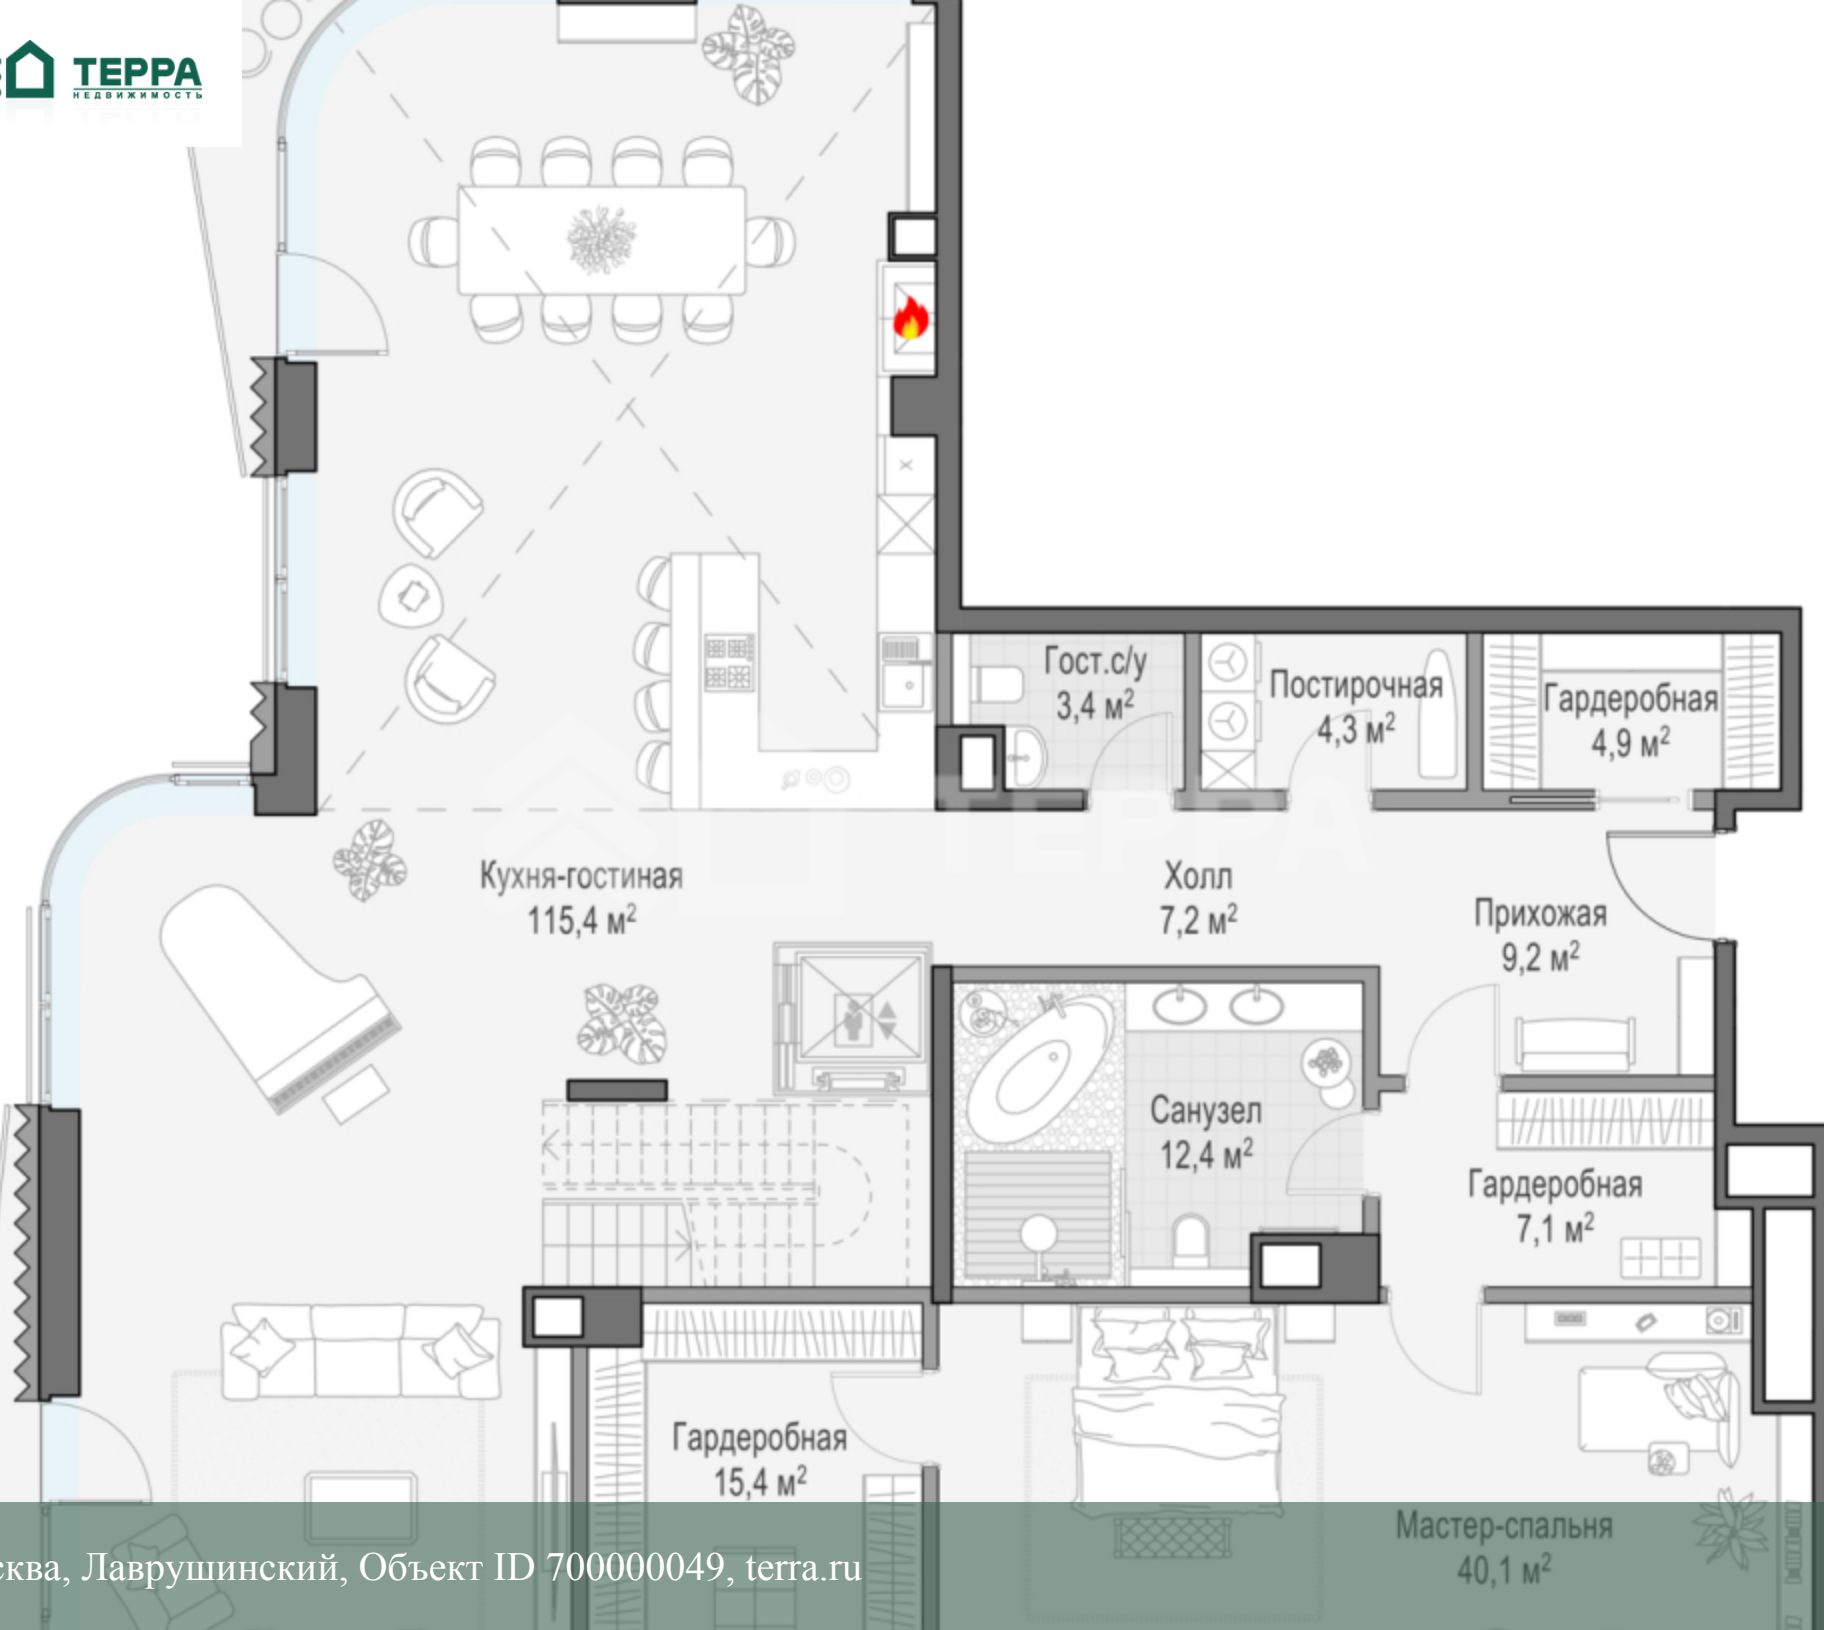 ТЕРРА
НЕДВИЖИМОСТЬ
Гост.с/у
3,4 м²
Постирочная
4,3 м²
Гардеробная
4,9 м²
Кухня-гостиная
115,4 м²
Холл
7,2 м²
Прихожая
9,2 м²
Санузел
12,4 м²
Гардеробная
7,1 м²
Гардеробная
15,4 м²
Мастер-спальня
40,1 м²
сква, Лаврушинский, Объект ID 700000049, terra.ru
ТЕРРА